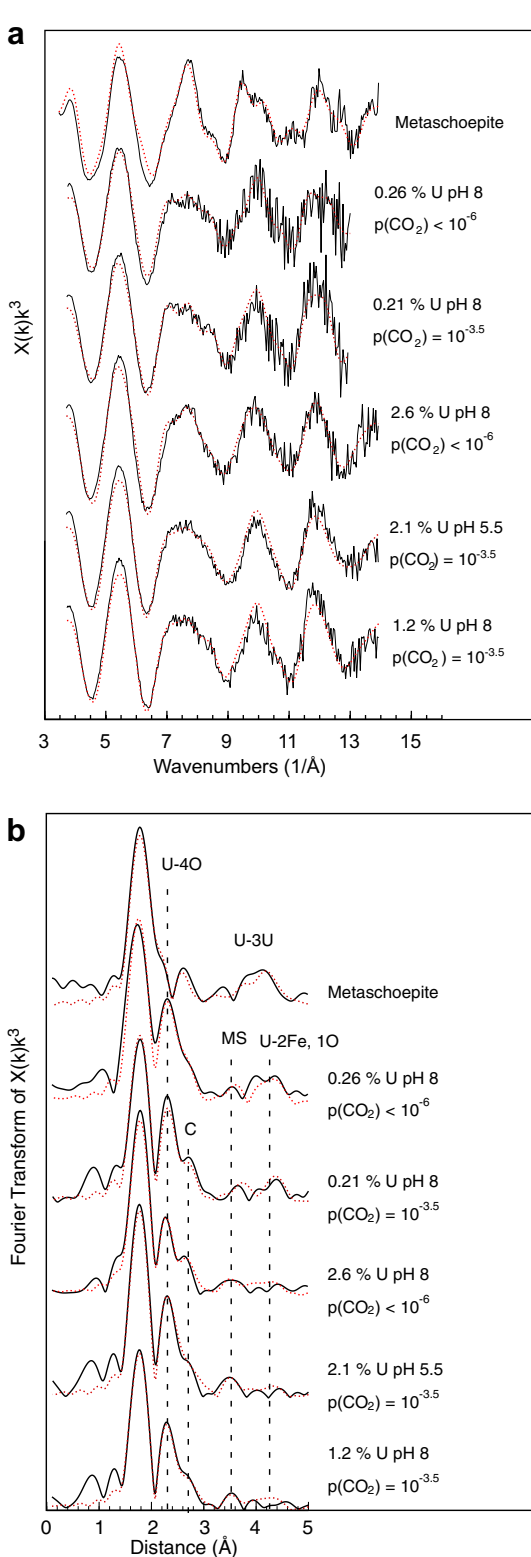 a
Metaschoepite
0.26 % U pH 8
p(CO₂) < 10⁻⁶
0.21 % U pH 8
p(CO₂) = 10⁻³·⁵
2.6 % U pH 8
p(CO₂) < 10⁻⁶
2.1 % U pH 5.5
p(CO₂) = 10⁻³·⁵
1.2 % U pH 8
p(CO₂) = 10⁻³·⁵
X(k)k³
3 5 7 9 11 13 15
Wavenumbers (1/Å)
b
U-4O
U-3U
Metaschoepite
MS U-2Fe, 1O
0.26 % U pH 8
p(CO₂) < 10⁻⁶
C
0.21 % U pH 8
p(CO₂) = 10⁻³·⁵
2.6 % U pH 8
p(CO₂) < 10⁻⁶
2.1 % U pH 5.5
p(CO₂) = 10⁻³·⁵
1.2 % U pH 8
p(CO₂) = 10⁻³·⁵
Fourier Transform of X(k)k³
0 1 2 3 4 5
Distance (Å)